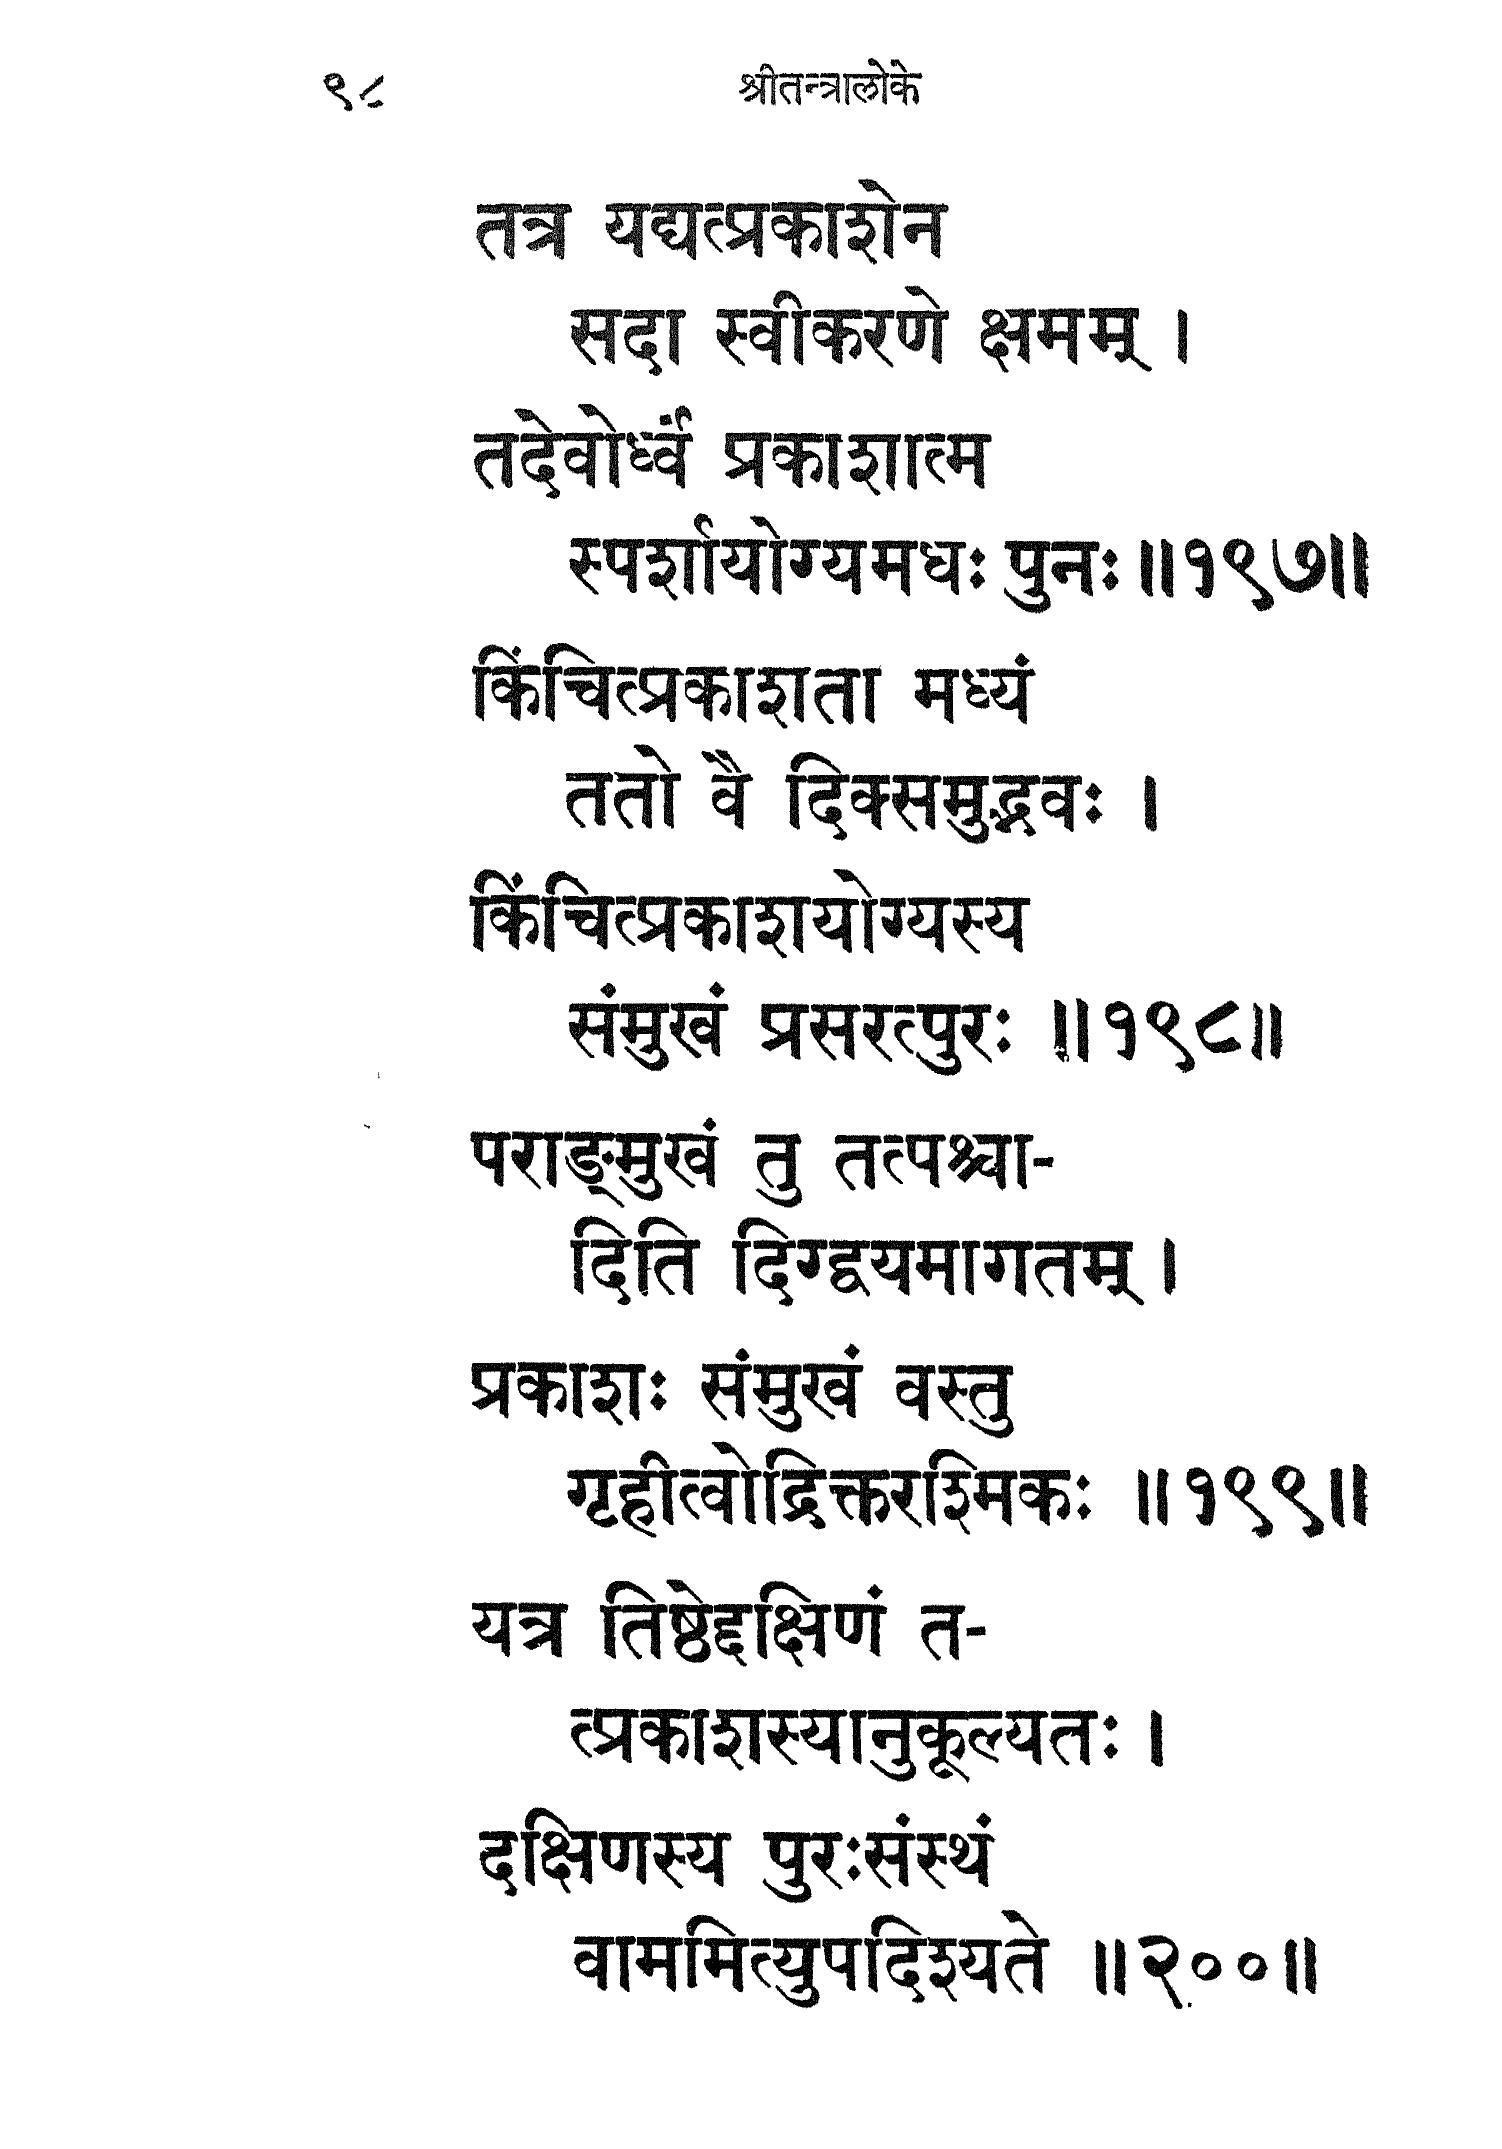 ९८ श्रीतन्त्रालोके
तत्र यद्यत्प्रकाशेन
सदा स्वीकरणे क्षमम् ।
तदेवोर्ध्वं प्रकाशात्म
स्पर्शायोग्यमधः पुनः ॥१९७॥
किंचित्प्रकाशता मध्यं
ततो वै दिक्समुद्भवः ।
किंचित्प्रकाशयोग्यस्य
संमुखं प्रसरत्पुरः ॥१९८॥
पराङ्मुखं तु तत्पश्चा-
दिति दिग्द्वयमागतम् ।
प्रकाशः संमुखं वस्तु
गृहीत्वोद्रिक्तरश्मिकः ॥१९९॥
यत्र तिष्ठेद्दक्षिणं त-
त्प्रकाशस्यानुकूल्यतः ।
दक्षिणस्य पुरःसंस्थं
वाममित्युपदिश्यते ॥२००॥